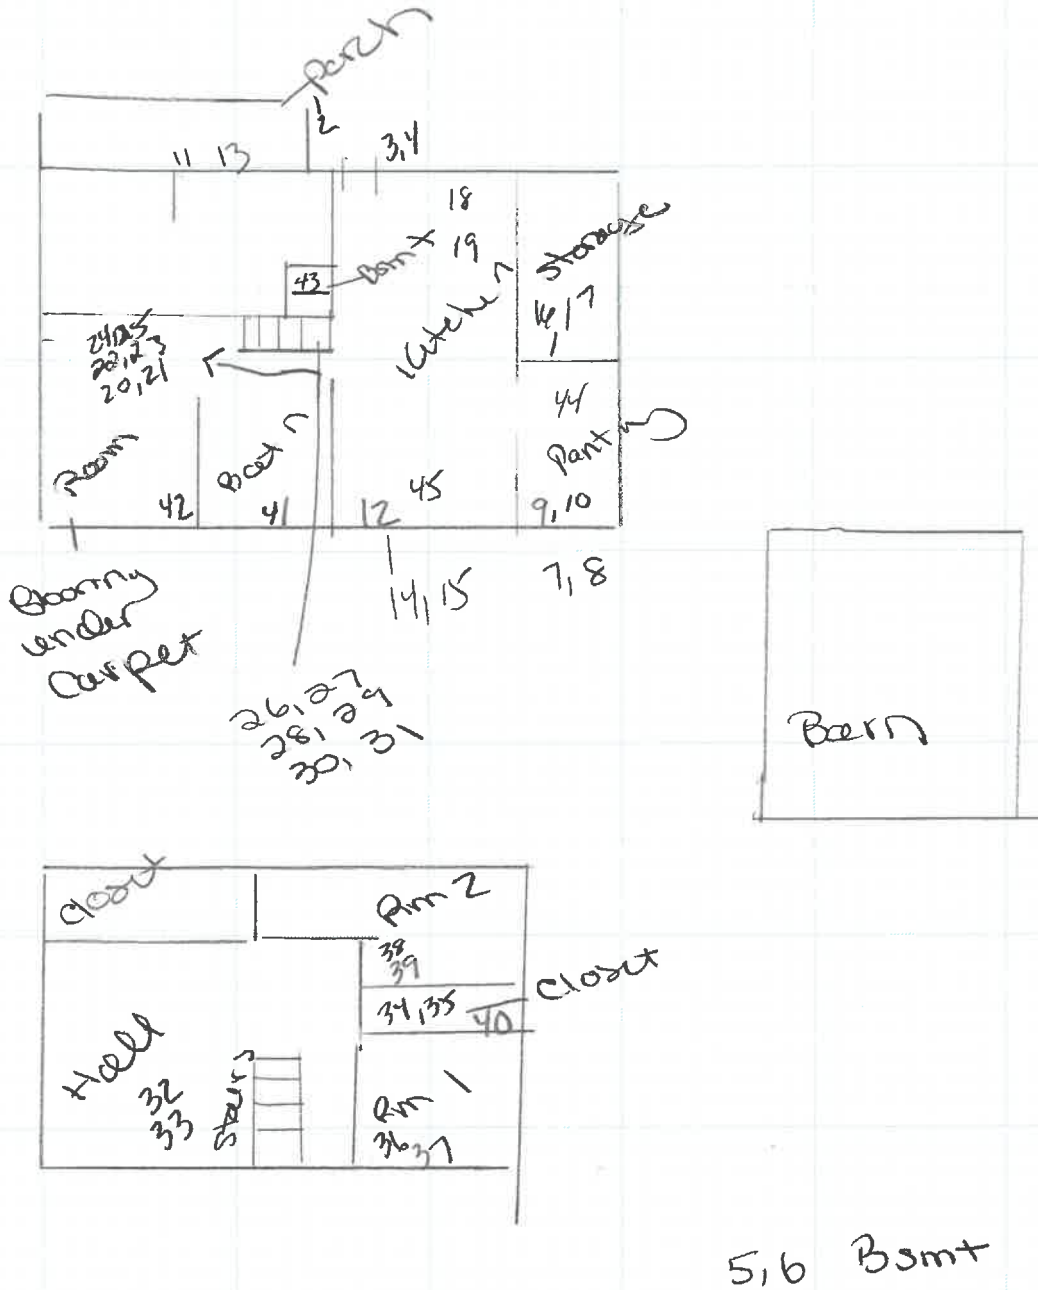 Porch
1
2
3,4
11 13
18
19
Storage
Bsmt
43
Kitchen
16,17
24,25
22,23
20,21
44
Pant
Room
Bath
45
42
41
12
9,10
14,15
7,8
Flooring
under
Carpet
26,27
28,29
30,31
Barn
Closet
Rm 2
38
39
Closet
34,35
40
Hall
32
33
Stairs
Rm 1
36,37
5,6 Bsmt